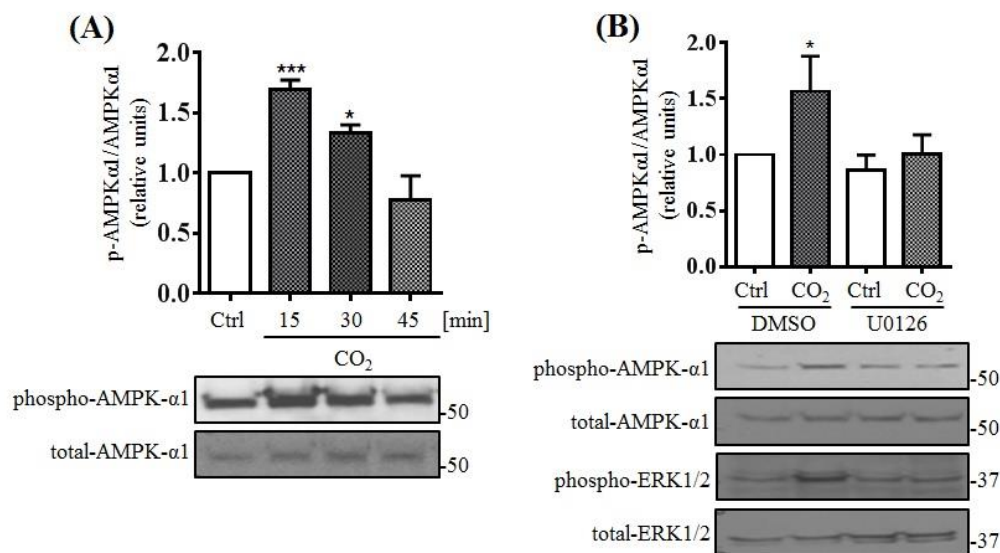 (A)
p-AMPKα1/AMPKα1
(relative units)
2.0
1.5
1.0
0.5
0.0
***
*
Ctrl 15 30 45 [min]
CO₂
phospho-AMPK-α1
-50
total-AMPK-α1
-50
(B)
p-AMPKα1/AMPKα1
(relative units)
2.0
1.5
1.0
0.5
0.0
*
Ctrl CO₂ Ctrl CO₂
DMSO U0126
phospho-AMPK-α1
-50
total-AMPK-α1
-50
phospho-ERK1/2
-37
total-ERK1/2
-37